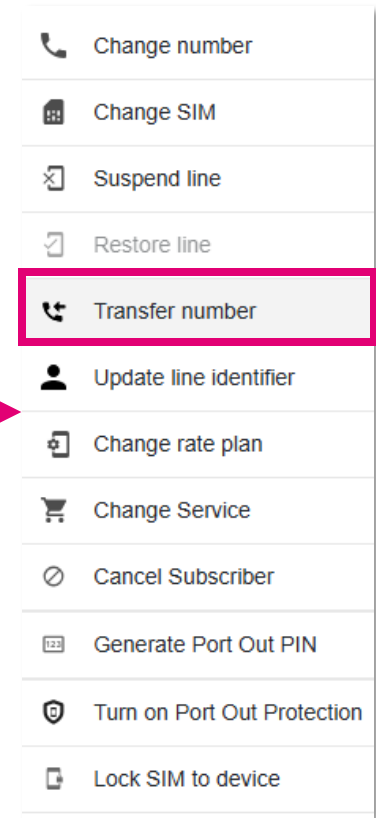 Change number
Change SIM
Suspend line
Restore line
Transfer number
Update line identifier
Change rate plan
Change Service
Cancel Subscriber
123
Generate Port Out PIN
Turn on Port Out Protection
Lock SIM to device